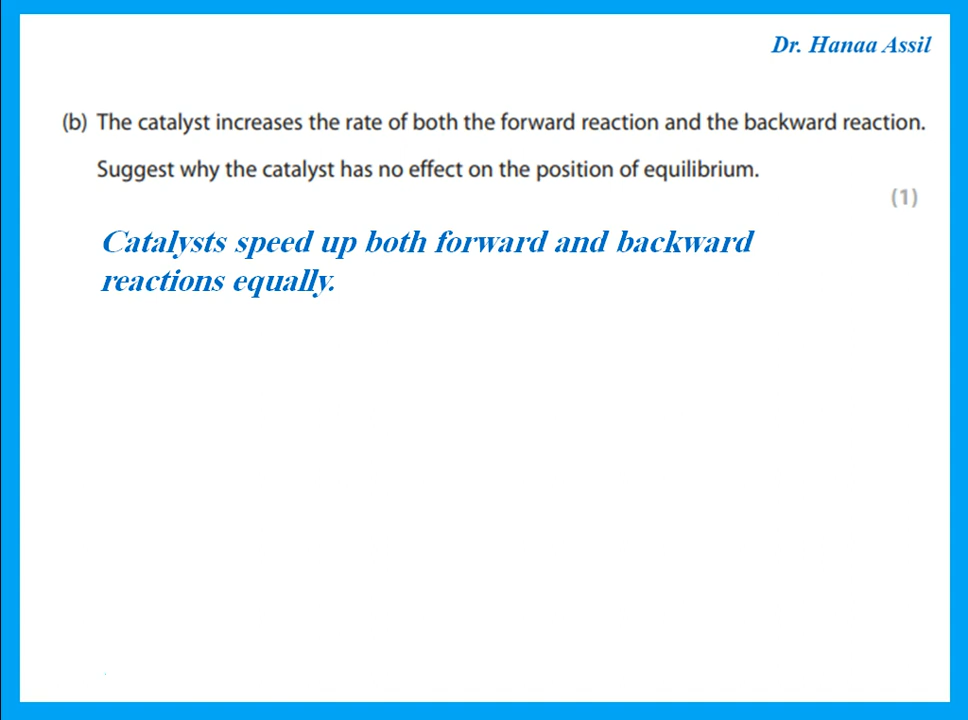 Dr. Hanaa Assil
(b) The catalyst increases the rate of both the forward reaction and the backward reaction.
Suggest why the catalyst has no effect on the position of equilibrium.
(1)
Catalysts speed up both forward and backward
reactions equally.